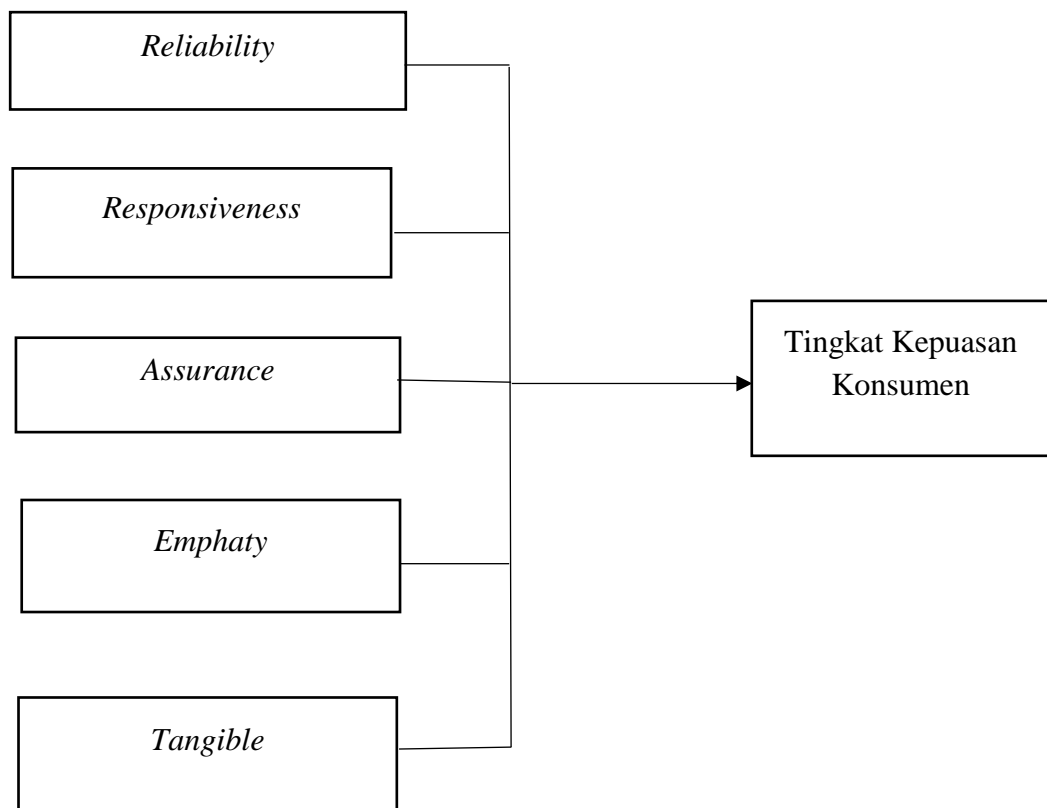 Reliability
Responsiveness
Assurance
Emphaty
Tangible
Tingkat Kepuasan
Konsumen